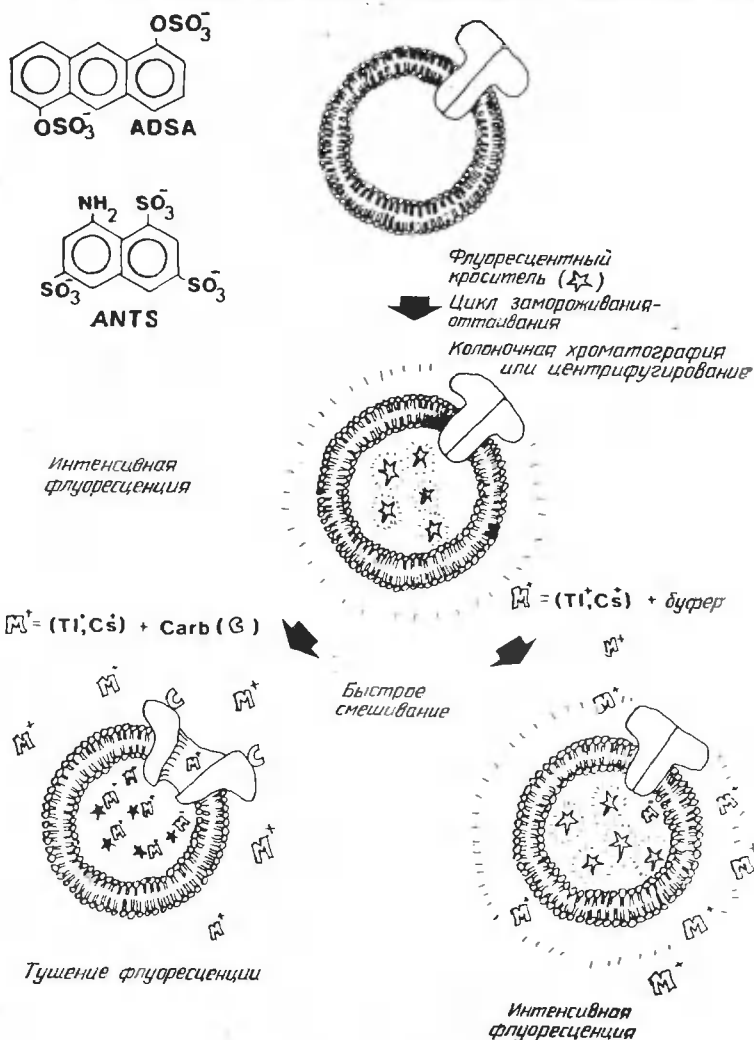 OSO₃⁻
OSO₃⁻ ADSA
NH₂ SO₃⁻
SO₃⁻ SO₃⁻
ANTS
Флуоресцентный
краситель (☆)
Цикл замороживания-
оттаивания
Колоночная хроматография
или центрифугирование
Интенсивная
флуоресценция
M⁺=(Tl⁺,Cs⁺) + Carb (C)
M⁺=(Tl⁺,Cs⁺) + буфер
Быстрое
смешивание
M⁺ M⁺ M⁺ M⁺ M⁺
C C
M⁺ M⁺ M⁺ M⁺ M⁺ M⁺ M⁺
M⁺ M⁺ M⁺ M⁺ M⁺ M⁺ M⁺ M⁺
Тушение флуоресценции
Интенсивная
флуоресценция